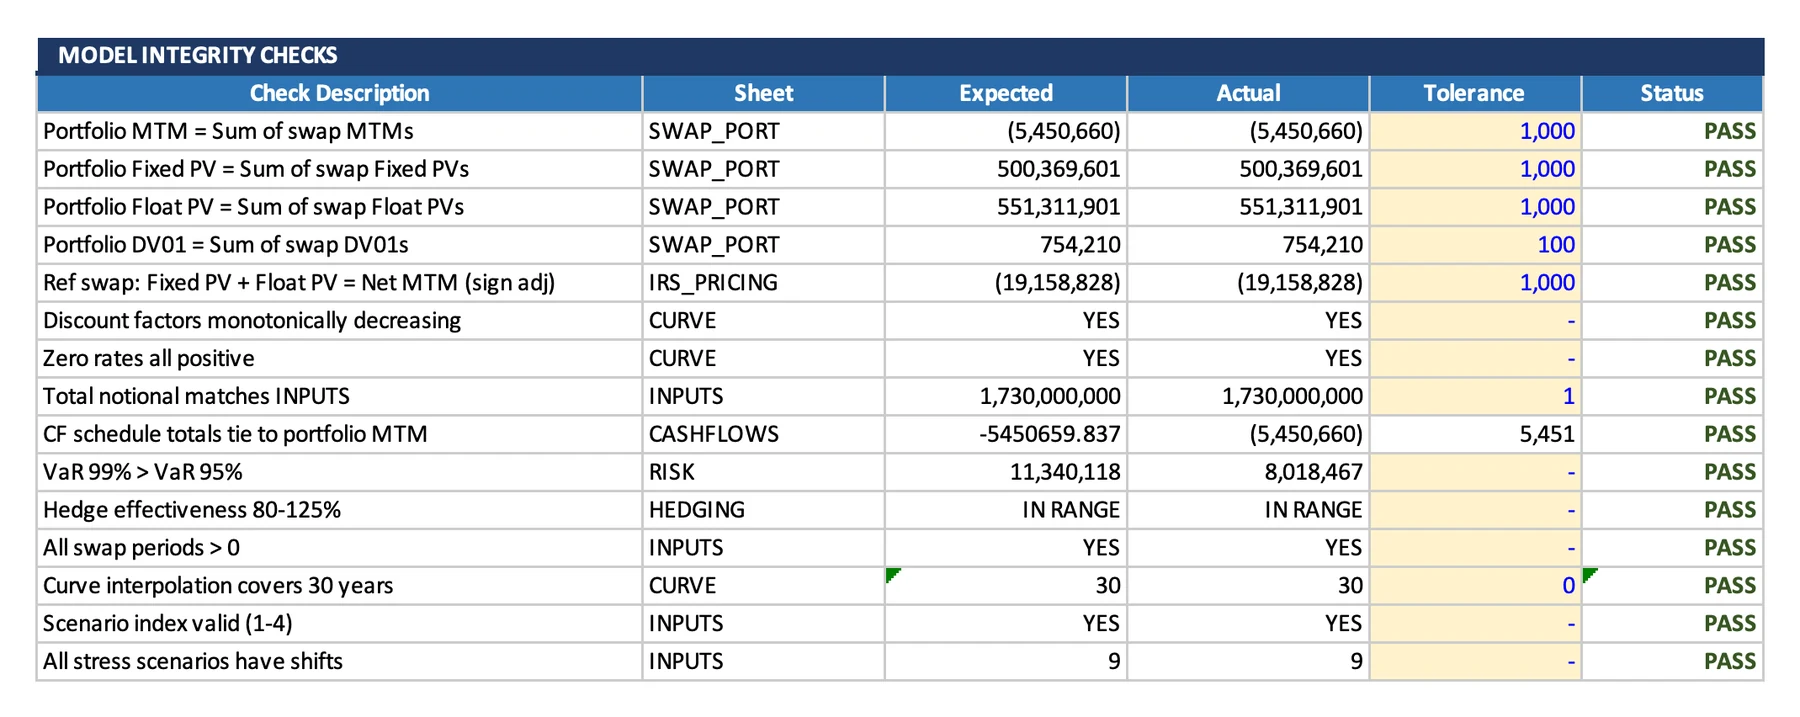 MODEL INTEGRITY CHECKS
Check Description Sheet Expected Actual Tolerance Status
Portfolio MTM = Sum of swap MTMs SWAP_PORT (5,450,660) (5,450,660) 1,000 PASS
Portfolio Fixed PV = Sum of swap Fixed PVs SWAP_PORT 500,369,601 500,369,601 1,000 PASS
Portfolio Float PV = Sum of swap Float PVs SWAP_PORT 551,311,901 551,311,901 1,000 PASS
Portfolio DV01 = Sum of swap DV01s SWAP_PORT 754,210 754,210 100 PASS
Ref swap: Fixed PV + Float PV = Net MTM (sign adj) IRS_PRICING (19,158,828) (19,158,828) 1,000 PASS
Discount factors monotonically decreasing CURVE YES YES - PASS
Zero rates all positive CURVE YES YES - PASS
Total notional matches INPUTS INPUTS 1,730,000,000 1,730,000,000 1 PASS
CF schedule totals tie to portfolio MTM CASHFLOWS -5450659.837 (5,450,660) 5,451 PASS
VaR 99% > VaR 95% RISK 11,340,118 8,018,467 - PASS
Hedge effectiveness 80-125% HEDGING IN RANGE IN RANGE - PASS
All swap periods > 0 INPUTS YES YES - PASS
Curve interpolation covers 30 years CURVE 30 30 0 PASS
Scenario index valid (1-4) INPUTS YES YES - PASS
All stress scenarios have shifts INPUTS 9 9 - PASS